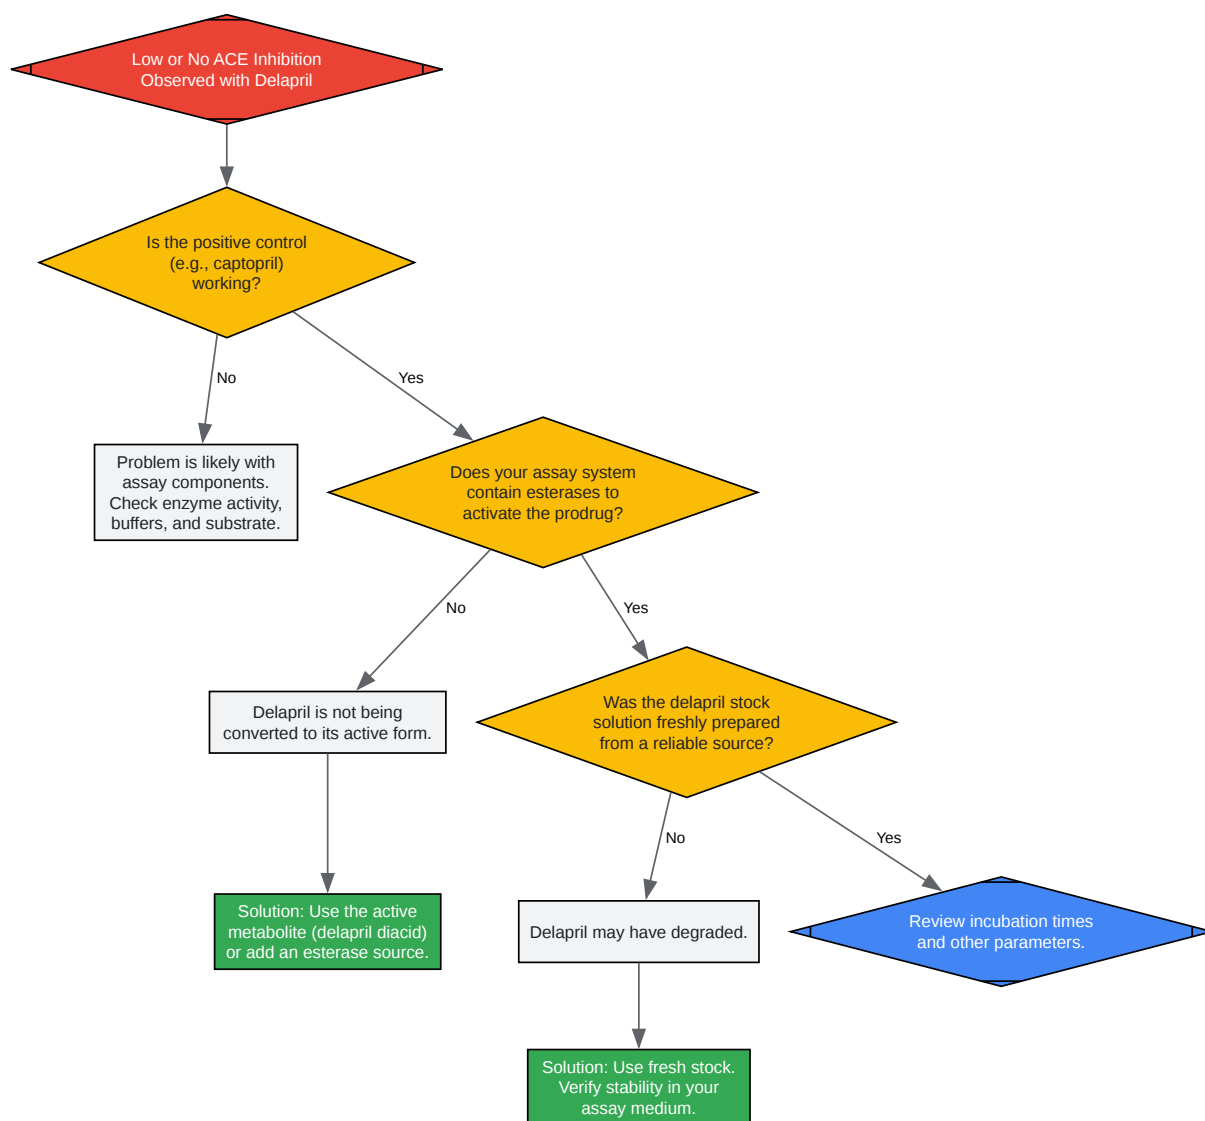 Low or No ACE Inhibition
Observed with Delapril
Is the positive control
(e.g., captopril)
working?
No
Yes
Problem is likely with
assay components.
Check enzyme activity,
buffers, and substrate.
Does your assay system
contain esterases to
activate the prodrug?
No
Yes
Delapril is not being
converted to its active form.
Was the delapril stock
solution freshly prepared
from a reliable source?
No
Yes
Solution: Use the active
metabolite (delapril diacid)
or add an esterase source.
Delapril may have degraded.
Review incubation times
and other parameters.
Solution: Use fresh stock.
Verify stability in your
assay medium.